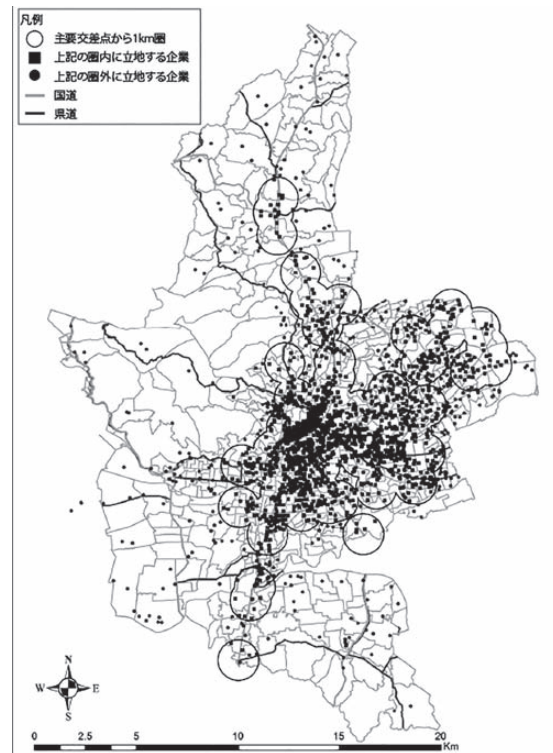 凡例
主要交差点から1km圏
上記の圏内に立地する企業
上記の圏外に立地する企業
国道
県道
N
W E
S
0 2.5 5 10 15 20
Km